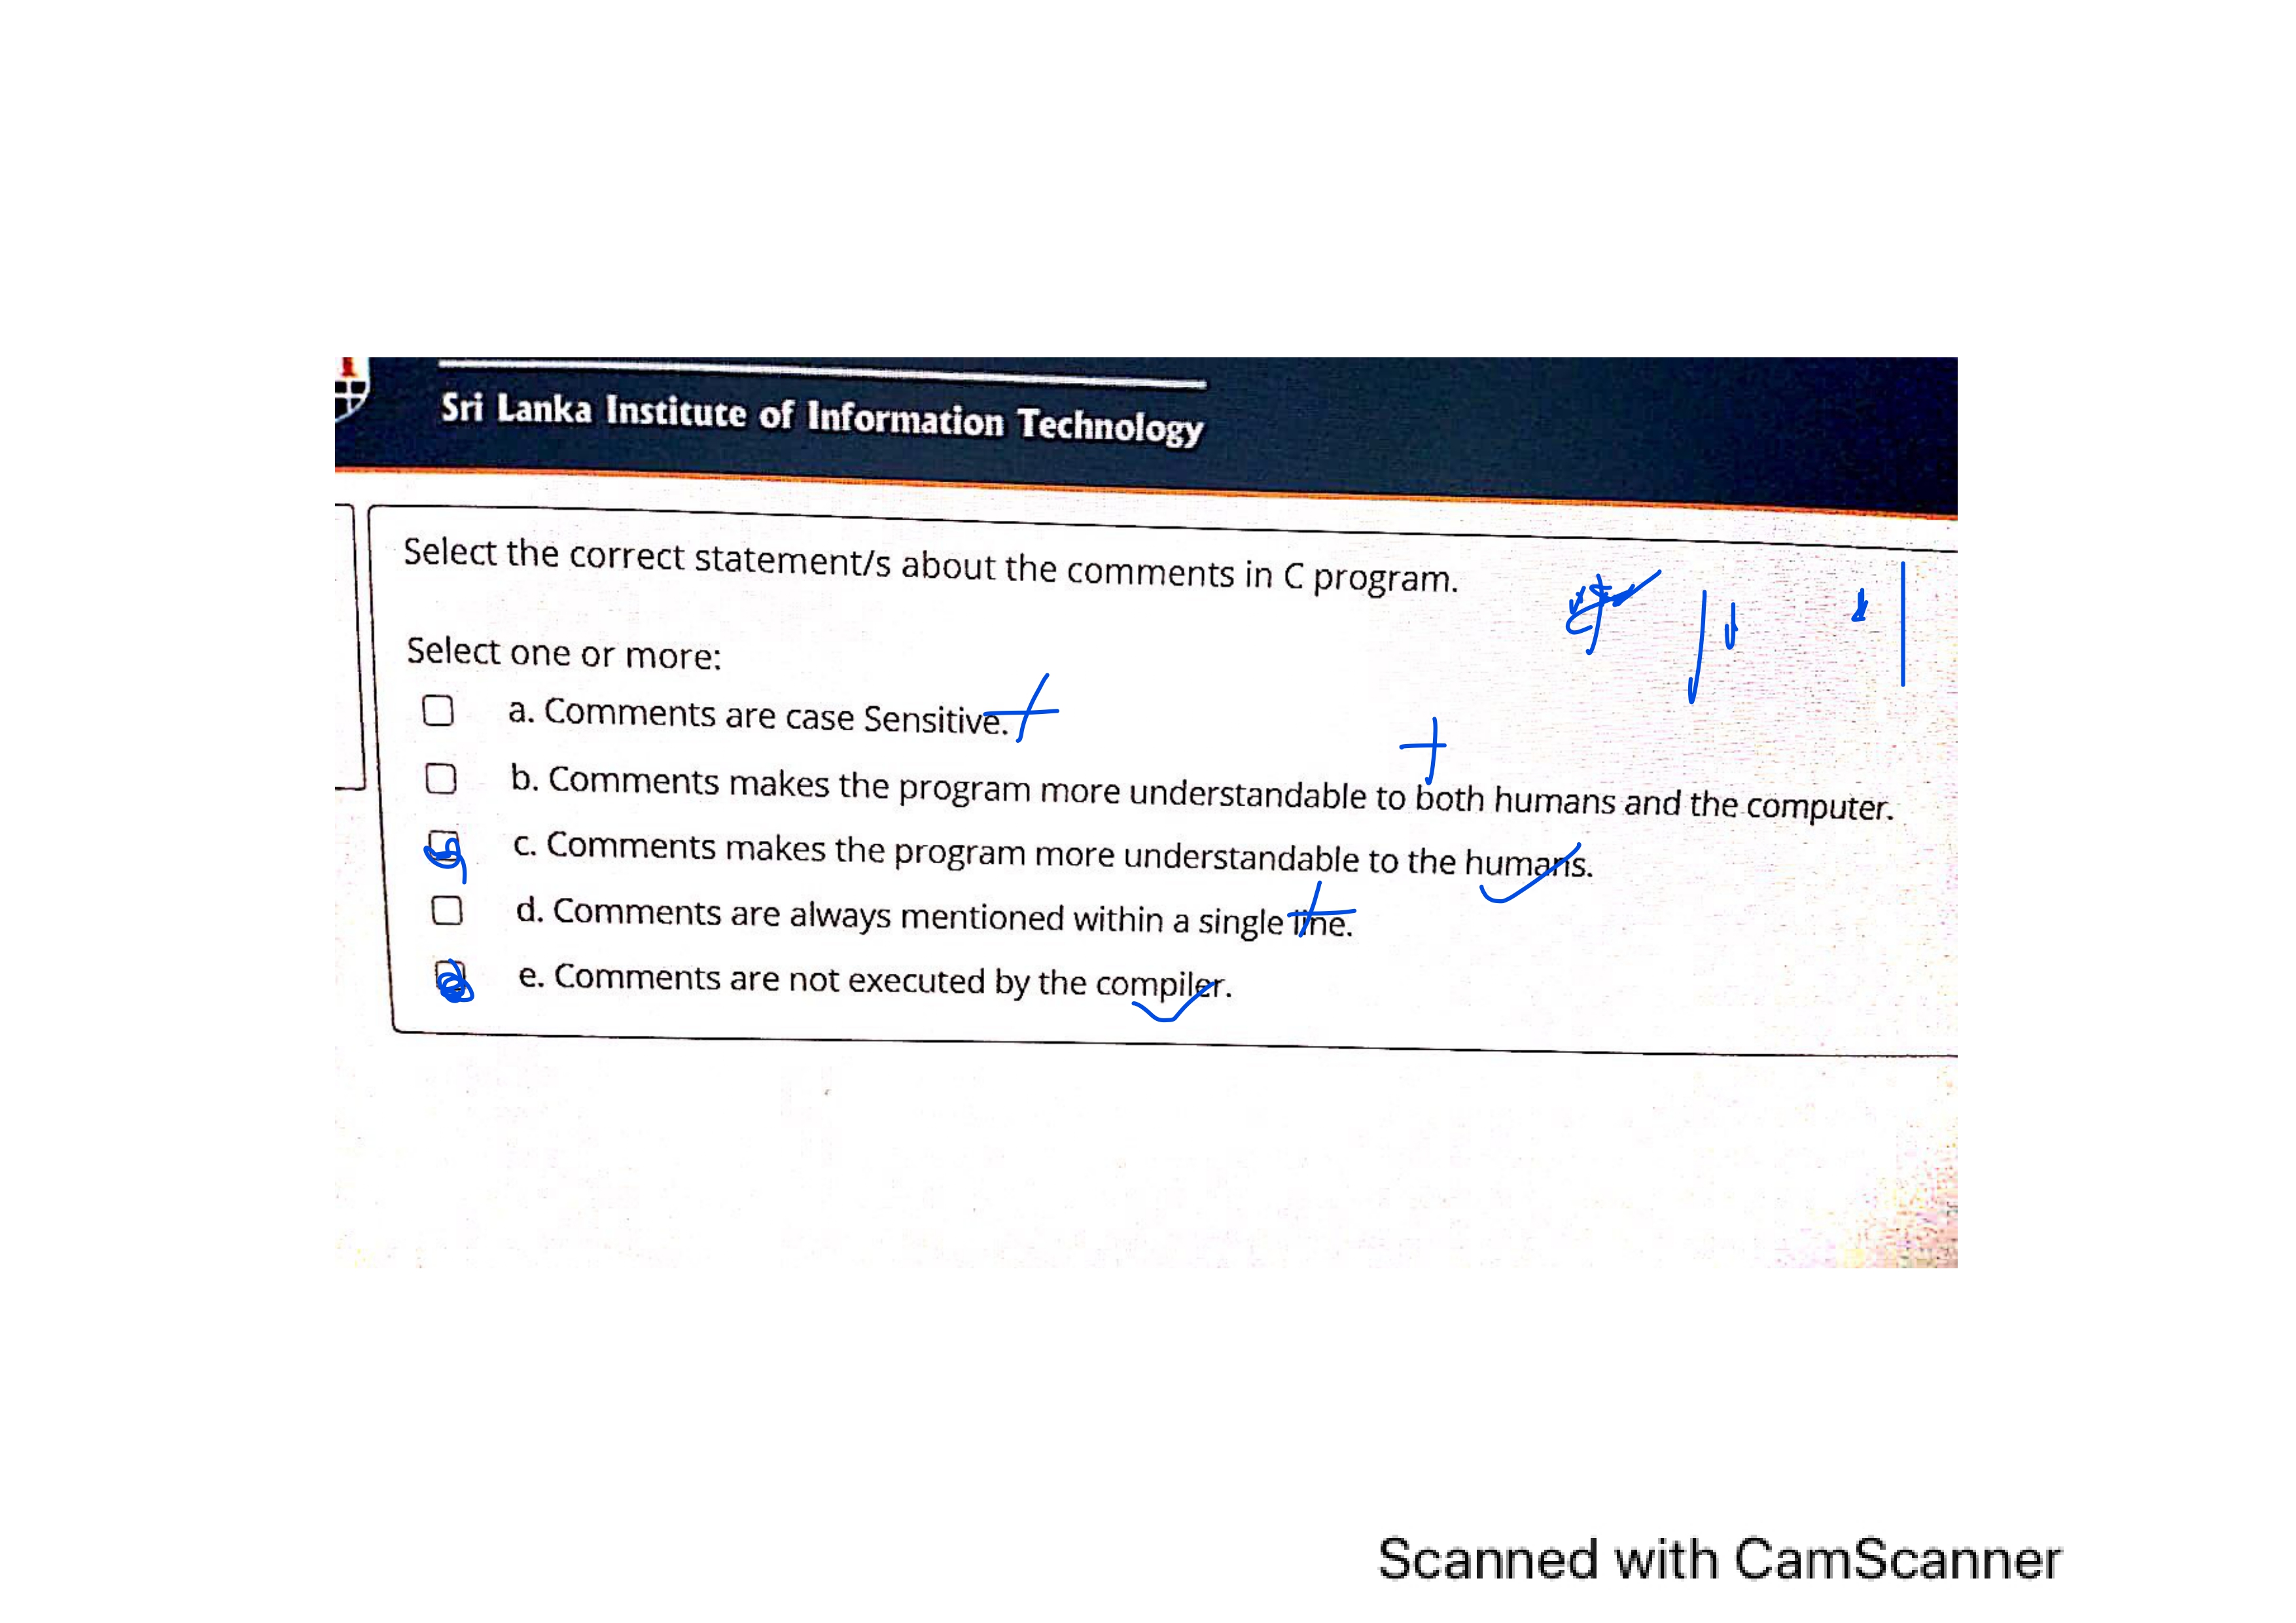 Sri Lanka Institute of Information Technology
Select the correct statement/s about the comments in C program.
Select one or more:
a. Comments are case Sensitive.
b. Comments makes the program more understandable to both humans and the computer.
c. Comments makes the program more understandable to the humans.
d. Comments are always mentioned within a single line.
e. Comments are not executed by the compiler.
Scanned with CamScanner